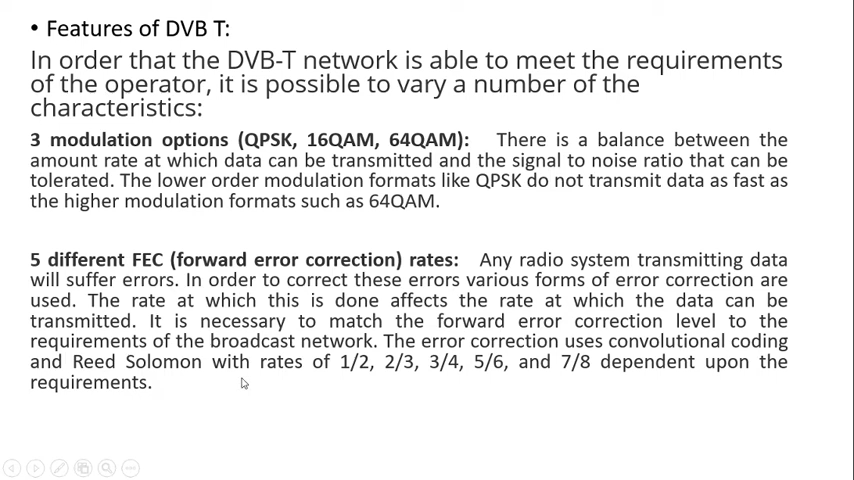 • Features of DVB T:
In order that the DVB-T network is able to meet the requirements
of the operator, it is possible to vary a number of the
characteristics:
3 modulation options (QPSK, 16QAM, 64QAM): There is a balance between the
amount rate at which data can be transmitted and the signal to noise ratio that can be
tolerated. The lower order modulation formats like QPSK do not transmit data as fast as
the higher modulation formats such as 64QAM.
5 different FEC (forward error correction) rates: Any radio system transmitting data
will suffer errors. In order to correct these errors various forms of error correction are
used. The rate at which this is done affects the rate at which the data can be
transmitted. It is necessary to match the forward error correction level to the
requirements of the broadcast network. The error correction uses convolutional coding
and Reed Solomon with rates of 1/2, 2/3, 3/4, 5/6, and 7/8 dependent upon the
requirements.